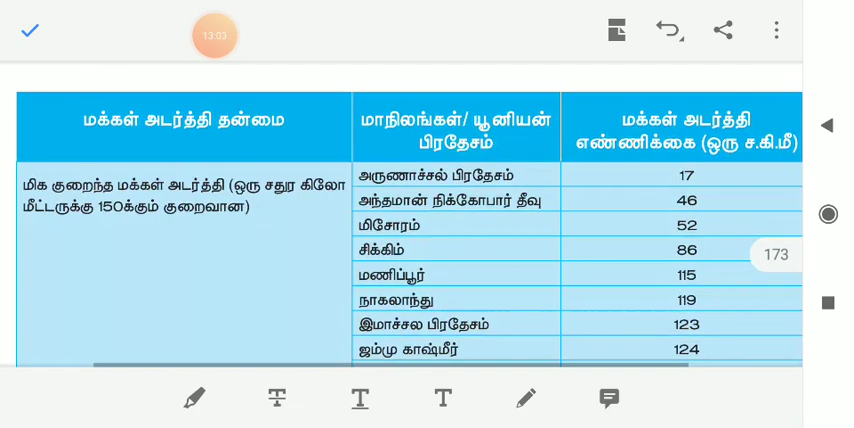 13:03
மக்கள் அடர்த்தி தன்மை
மாநிலங்கள்/ யூனியன்
பிரதேசம்
மக்கள் அடர்த்தி
எண்ணிக்கை (ஒரு ச.கி.மீ)
மிக குறைந்த மக்கள் அடர்த்தி (ஒரு சதுர கிலோ
மீட்டருக்கு 150க்கும் குறைவான)
அருணாச்சல் பிரதேசம் 17
அந்தமான் நிக்கோபார் தீவு 46
மிசோரம் 52
சிக்கிம் 86
173
மணிப்பூர் 115
நாகலாந்து 119
இமாச்சல பிரதேசம் 123
ஜம்மு காஷ்மீர் 124